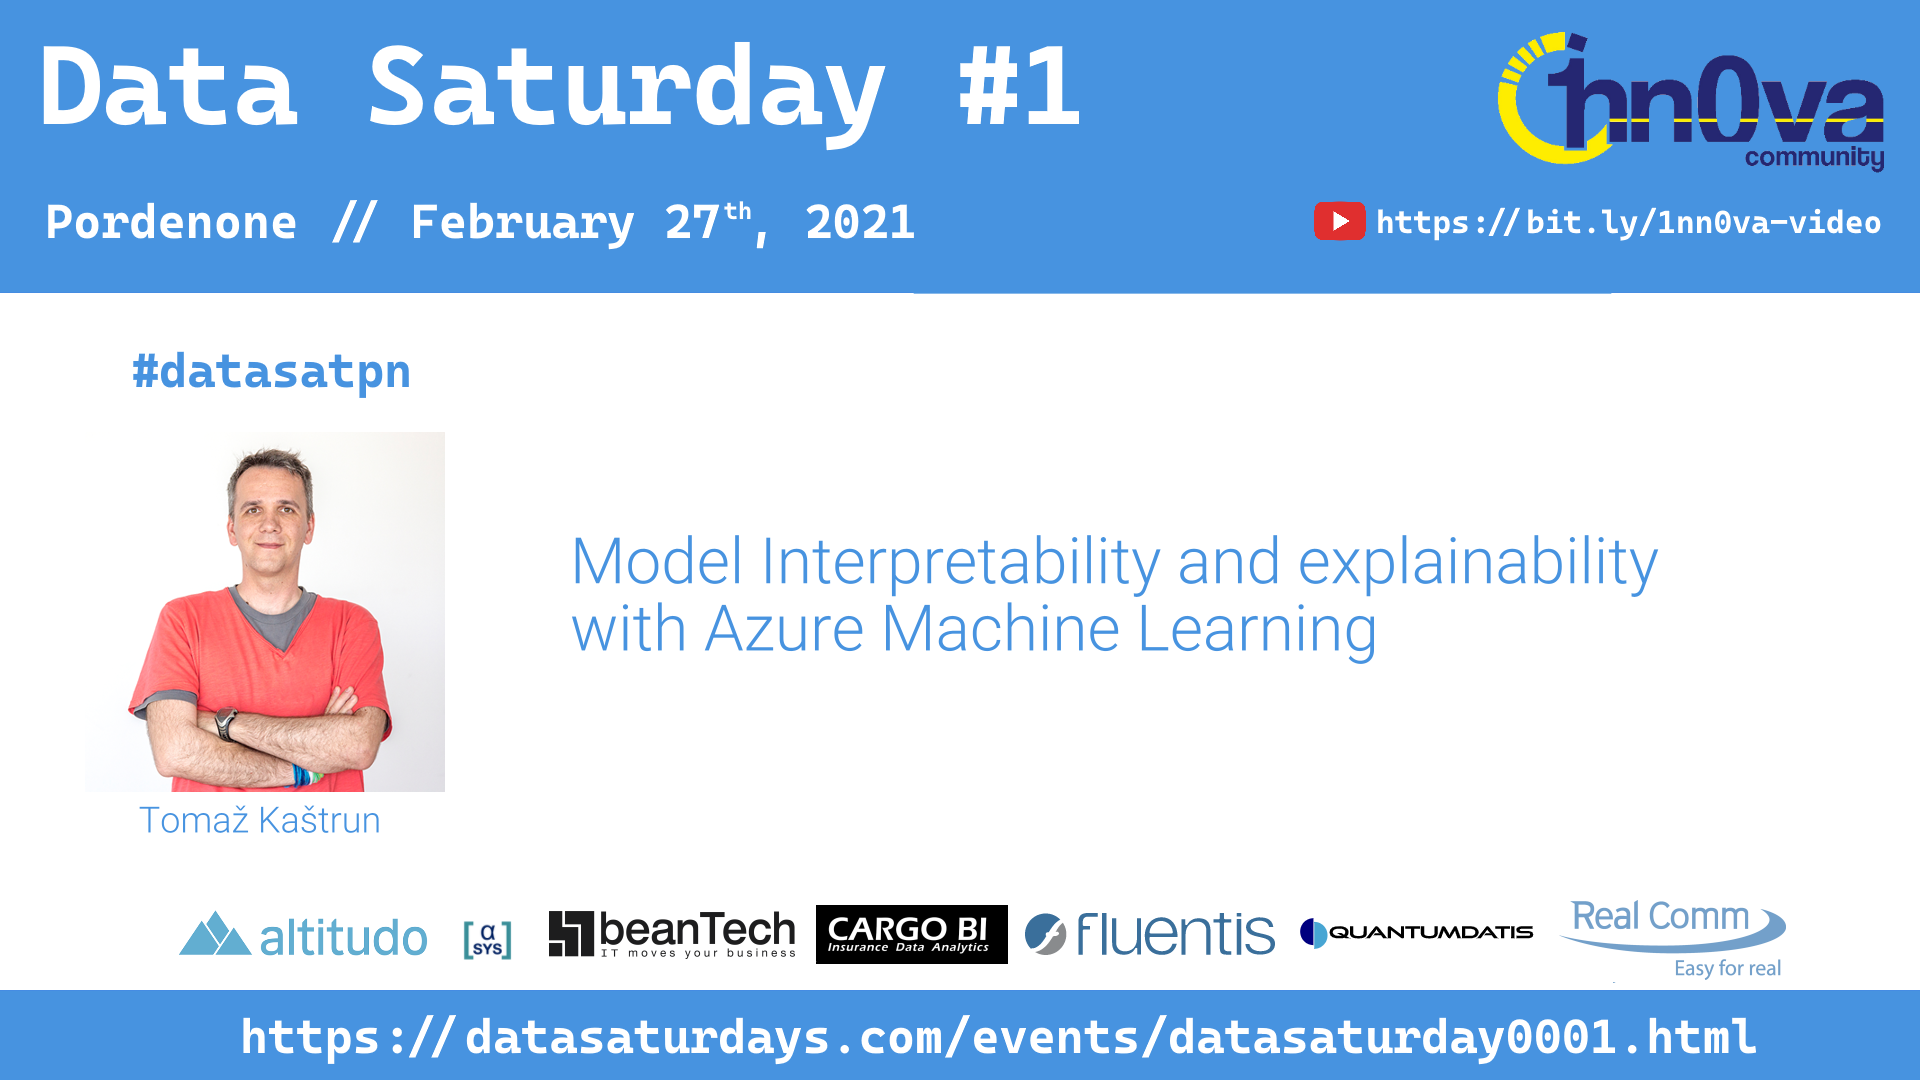 Data Saturday #1
1nn0va
community
Pordenone // February 27th, 2021
https://bit.ly/1nn0va-video
#datasatpn
Model Interpretability and explainability
with Azure Machine Learning
Tomaž Kaštrun
altitudo
[α
SYS]
beanTech
IT moves your business
CARGO BI
Insurance Data Analytics
fluentis
QUANTUMDATIS
Real Comm
Easy for real
https://datasaturdays.com/events/datasaturday0001.html